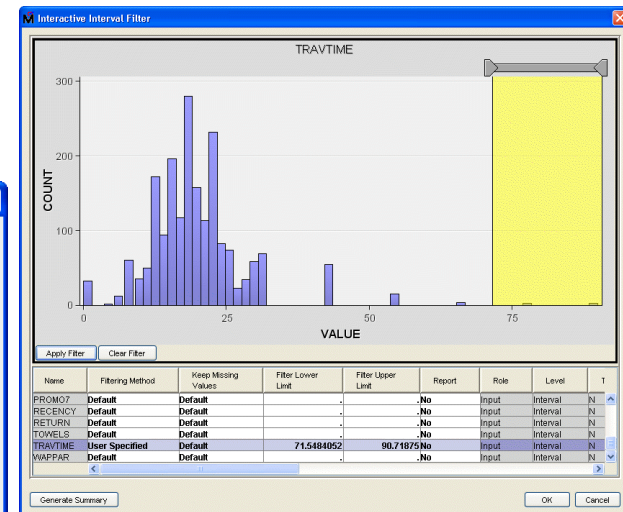 Interactive Interval Filter
TRAVTIME
300
200
100
0
COUNT
0 25 50 75
VALUE
Apply Filter Clear Filter
Name Filtering Method Keep Missing Values Filter Lower Limit Filter Upper Limit Report Role Level T
PROMO7 Default Default . . No Input Interval N
RECENCY Default Default . . No Input Interval N
RETURN Default Default . . No Input Interval N
TOWELS Default Default . . No Input Interval N
TRAVTIME User Specified Default 71.5484052 90.71875 No Input Interval N
WAPPAR Default Default . . No Input Interval N
Generate Summary OK Cancel